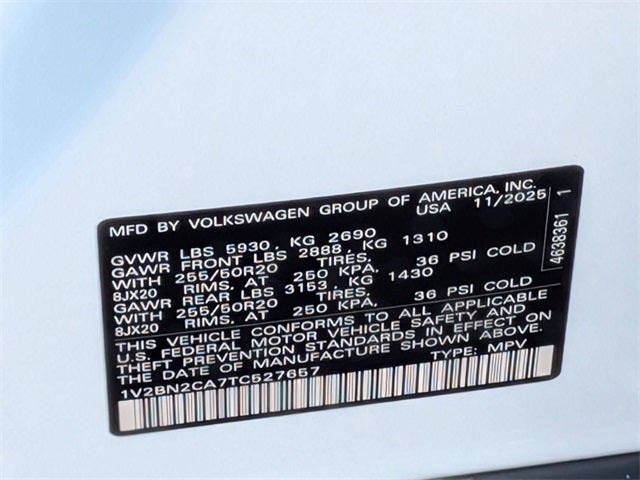 MFD BY VOLKSWAGEN GROUP OF AMERICA, INC.
USA 11/2025
GVWR LBS 5930, KG 2690
GAWR FRONT LBS 2888, KG 1310
WITH 255/50R20 TIRES,
8JX20 RIMS, AT 250 KPA, 36 PSI COLD
GAWR REAR LBS 3153, KG 1430
WITH 255/50R20 TIRES,
8JX20 RIMS, AT 250 KPA, 36 PSI COLD
THIS VEHICLE CONFORMS TO ALL APPLICABLE
U.S. FEDERAL MOTOR VEHICLE SAFETY AND
THEFT PREVENTION STANDARDS IN EFFECT ON
THE DATE OF MANUFACTURE SHOWN ABOVE.
1V2BN2CA7TC527657 TYPE: MPV
4638361 1